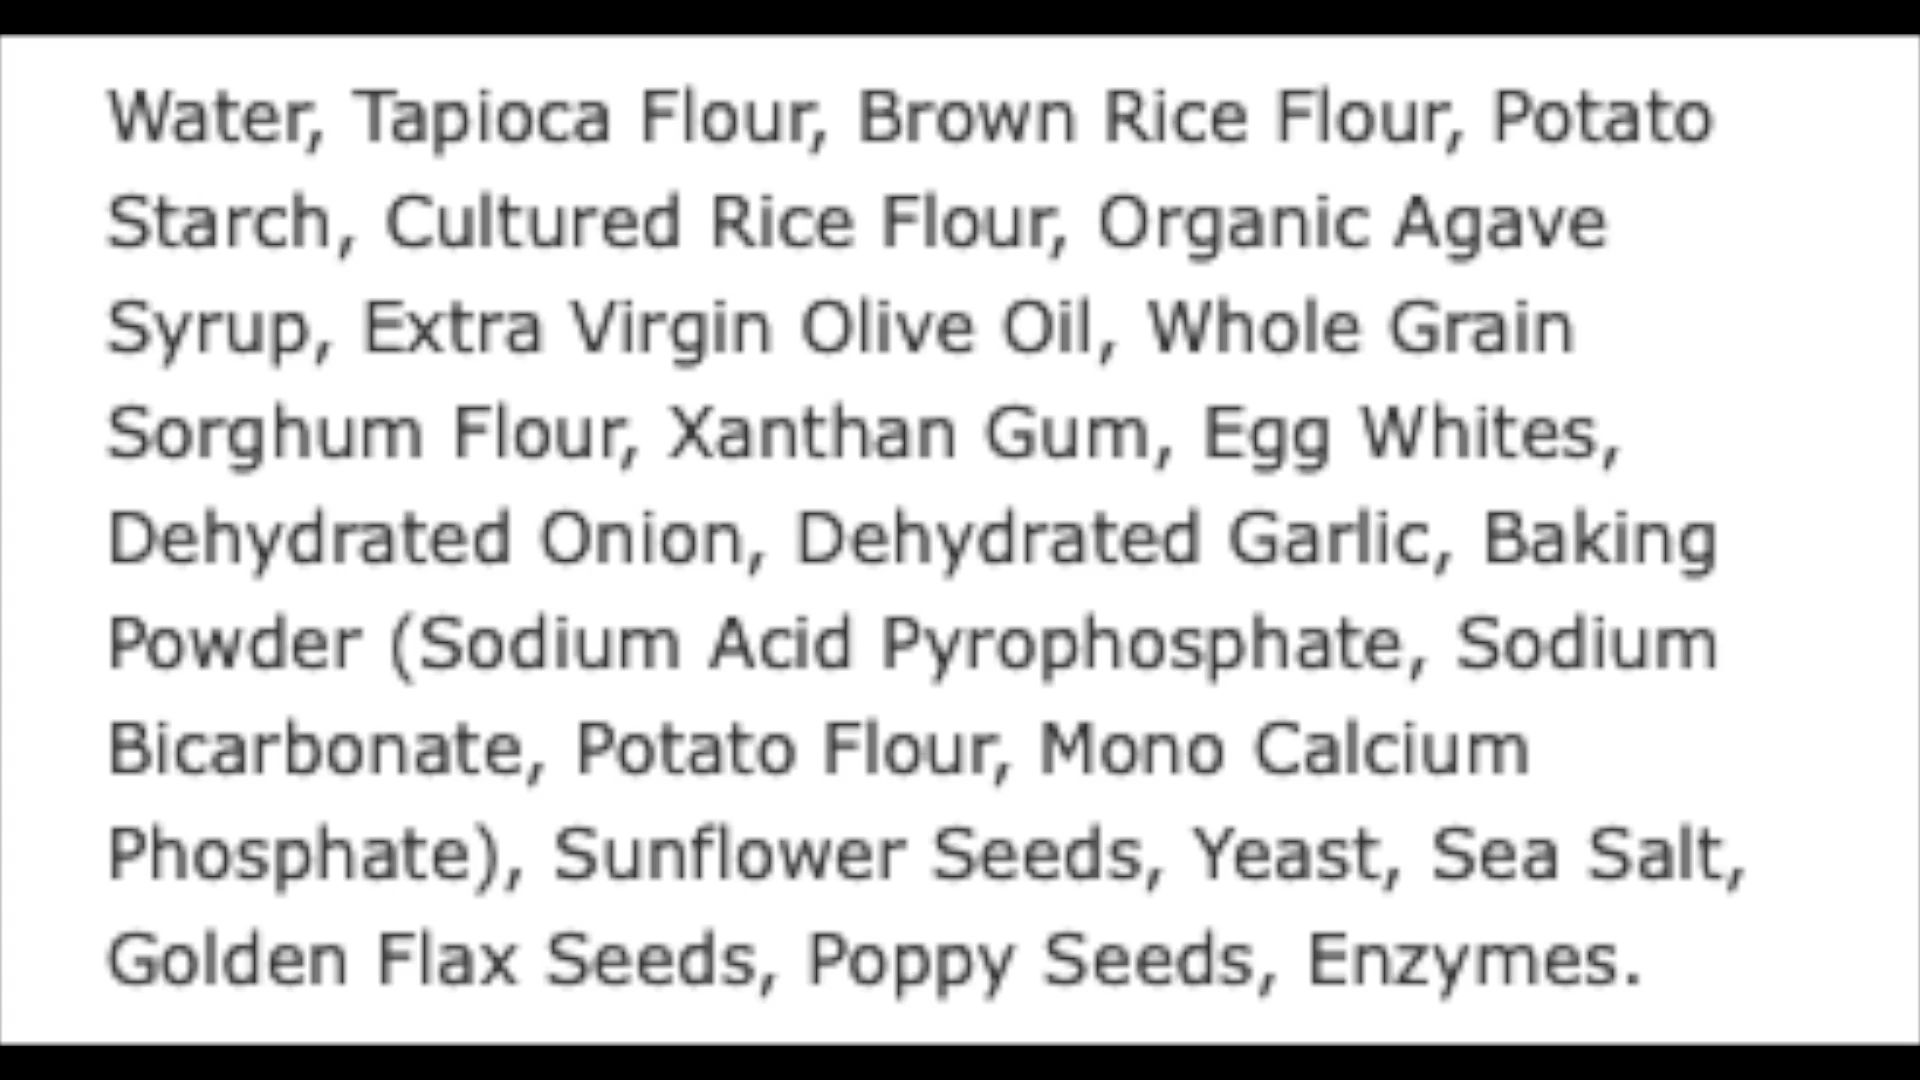 Water, Tapioca Flour, Brown Rice Flour, Potato
Starch, Cultured Rice Flour, Organic Agave
Syrup, Extra Virgin Olive Oil, Whole Grain
Sorghum Flour, Xanthan Gum, Egg Whites,
Dehydrated Onion, Dehydrated Garlic, Baking
Powder (Sodium Acid Pyrophosphate, Sodium
Bicarbonate, Potato Flour, Mono Calcium
Phosphate), Sunflower Seeds, Yeast, Sea Salt,
Golden Flax Seeds, Poppy Seeds, Enzymes.